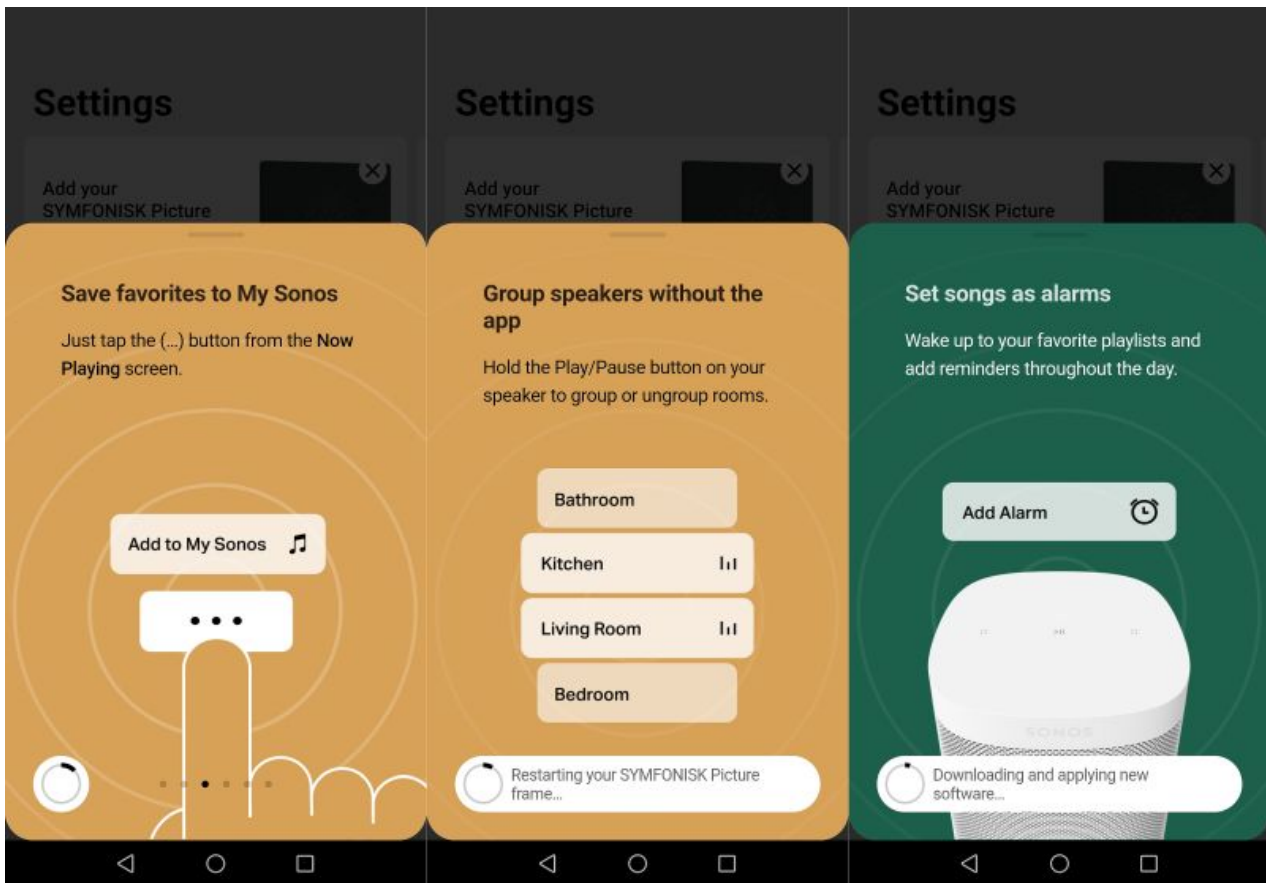 Settings
Add your
SYMFONISK Picture
Save favorites to My Sonos
Just tap the (...) button from the Now
Playing screen.
Add to My Sonos
Settings
Add your
SYMFONISK Picture
Group speakers without the
app
Hold the Play/Pause button on your
speaker to group or ungroup rooms.
Bathroom
Kitchen
Living Room
Bedroom
Restarting your SYMFONISK Picture
frame...
Settings
Add your
SYMFONISK Picture
Set songs as alarms
Wake up to your favorite playlists and
add reminders throughout the day.
Add Alarm
SONOS
Downloading and applying new
software...